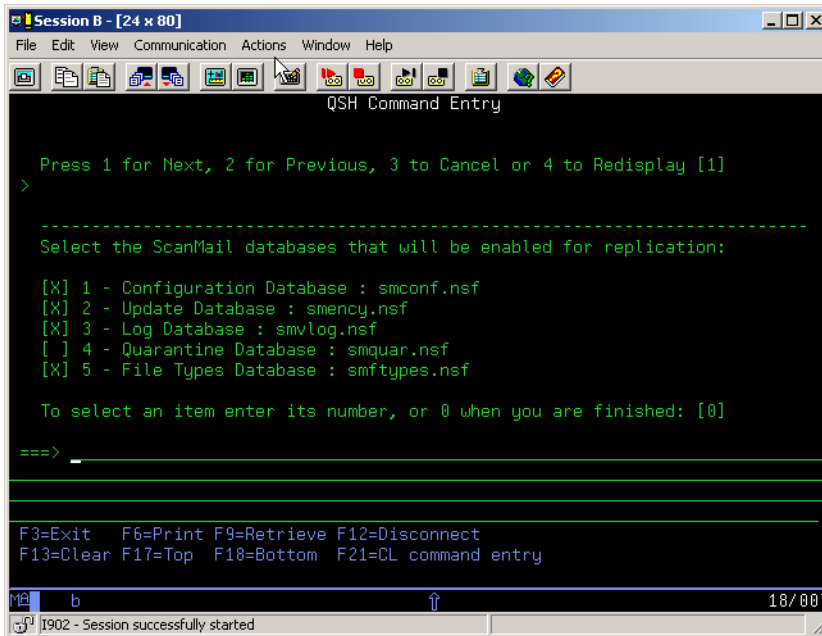 Session B - [24 x 80]
File Edit View Communication Actions Window Help
QSH Command Entry
Press 1 for Next, 2 for Previous, 3 to Cancel or 4 to Redisplay [1]
>
--------------------------------------------------------------------------
Select the ScanMail databases that will be enabled for replication:
[X] 1 - Configuration Database : smconf.nsf
[X] 2 - Update Database : smency.nsf
[X] 3 - Log Database : smvlog.nsf
[ ] 4 - Quarantine Database : smquar.nsf
[X] 5 - File Types Database : smftypes.nsf
To select an item enter its number, or 0 when you are finished: [0]
===> _
F3=Exit F6=Print F9=Retrieve F12=Disconnect
F13=Clear F17=Top F18=Bottom F21=CL command entry
MA b 18/00
I902 - Session successfully started